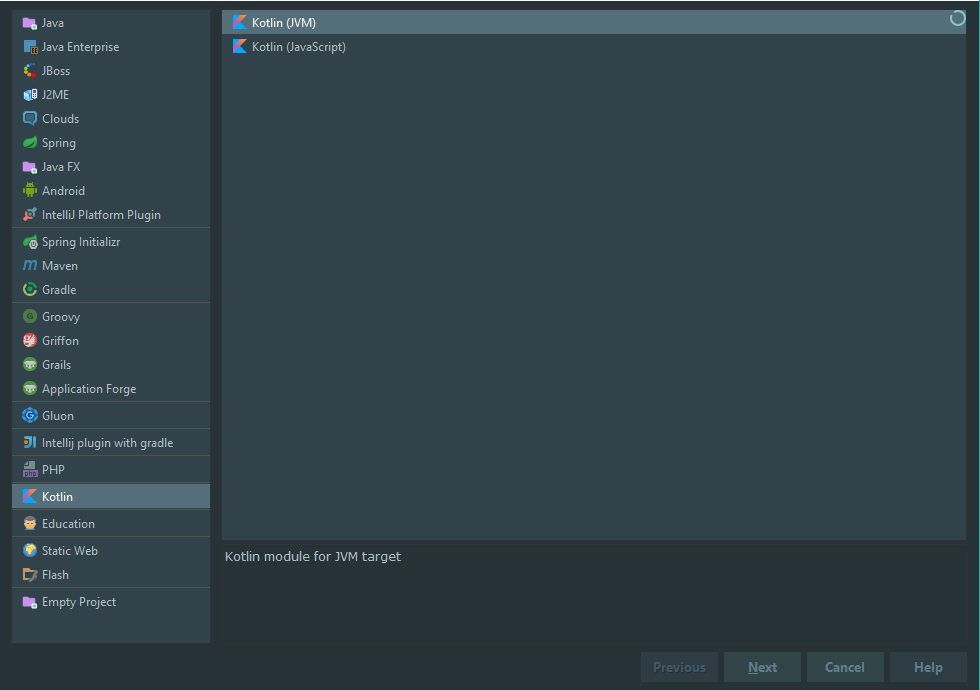 Java
Java Enterprise
JBoss
J2ME
Clouds
Spring
Java FX
Android
IntelliJ Platform Plugin
Spring Initializr
Maven
Gradle
Groovy
Griffon
Grails
Application Forge
Gluon
Intellij plugin with gradle
PHP
Kotlin
Education
Static Web
Flash
Empty Project
Kotlin (JVM)
Kotlin (JavaScript)
Kotlin module for JVM target
Previous Next Cancel Help